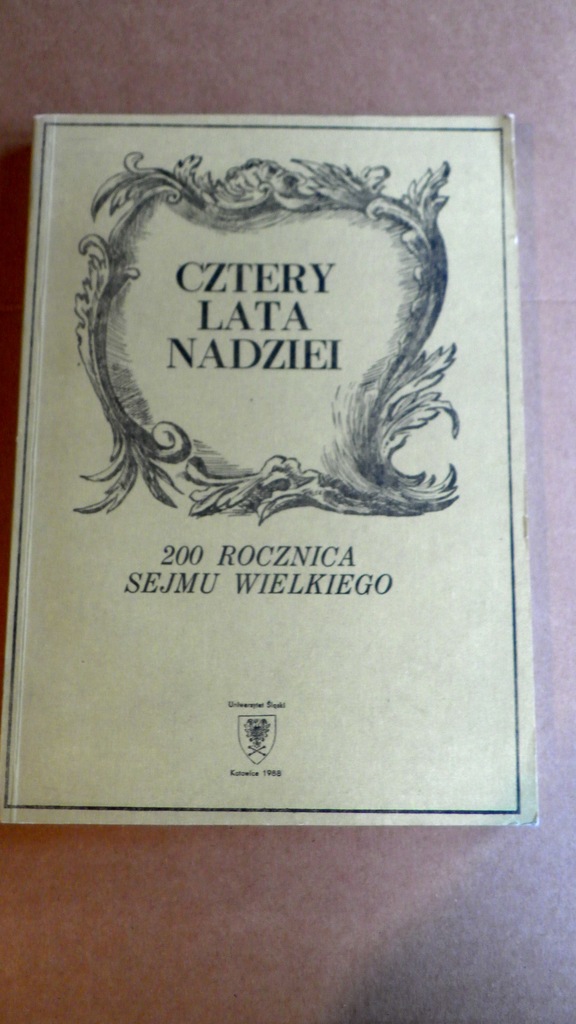 CZTERY
LATA
NADZIEI
200 ROCZNICA
SEJMU WIELKIEGO
Uniwersytet Śląski
Katowice 1988